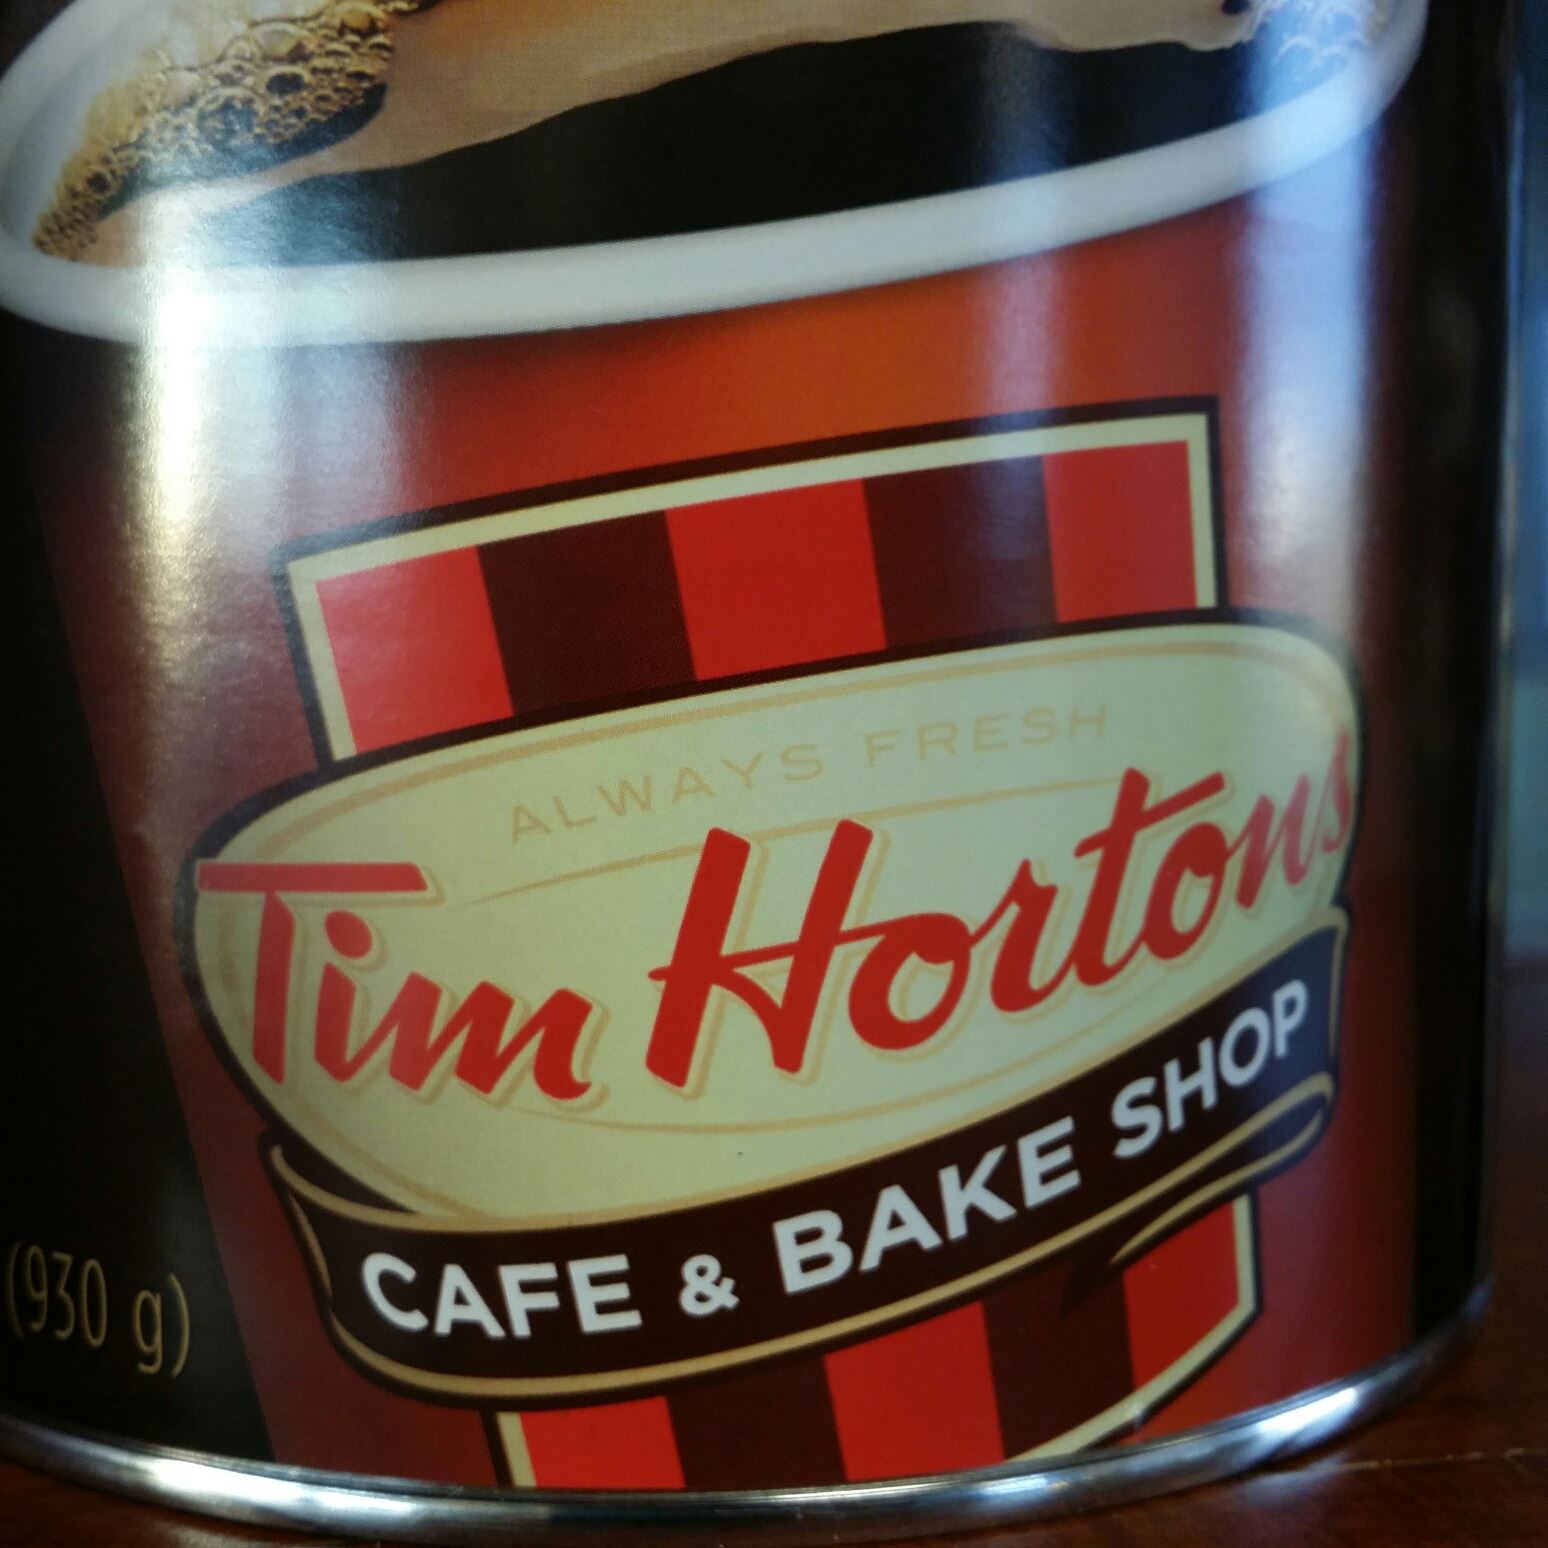 ALWAYS FRESH
Tim Hortons
CAFE & BAKE SHOP
(930 g)